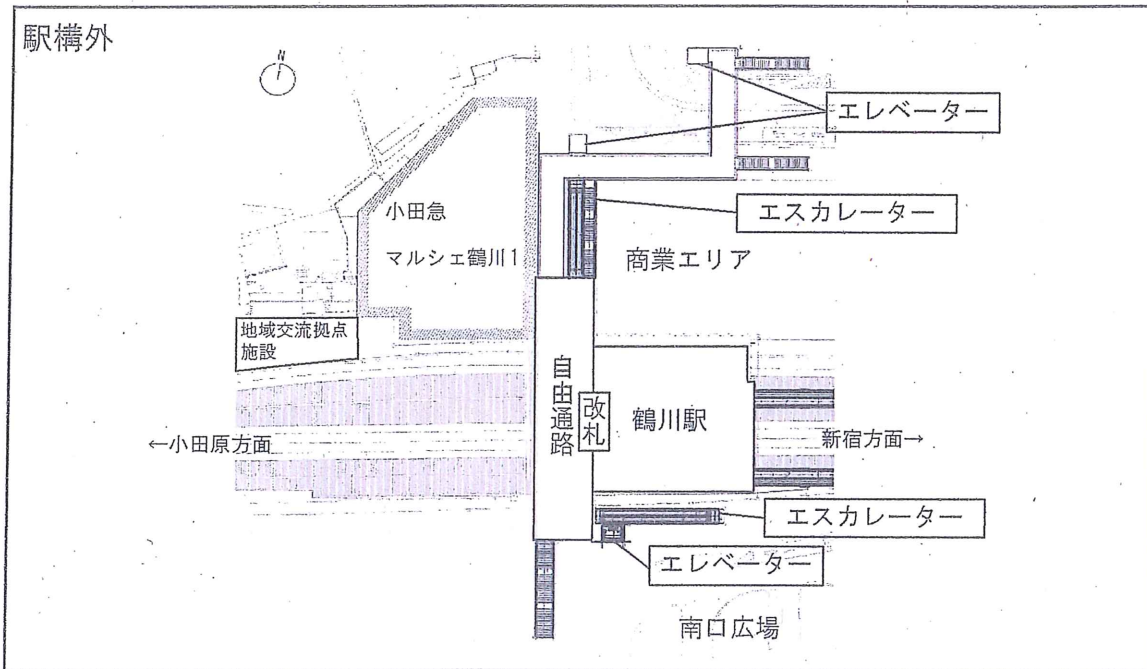 駅構外
N
エレベーター
小田急
マルシェ鶴川1
エスカレーター
商業エリア
地域交流拠点
施設
自由通路
改札
鶴川駅
←小田原方面
新宿方面→
エスカレーター
エレベーター
南口広場